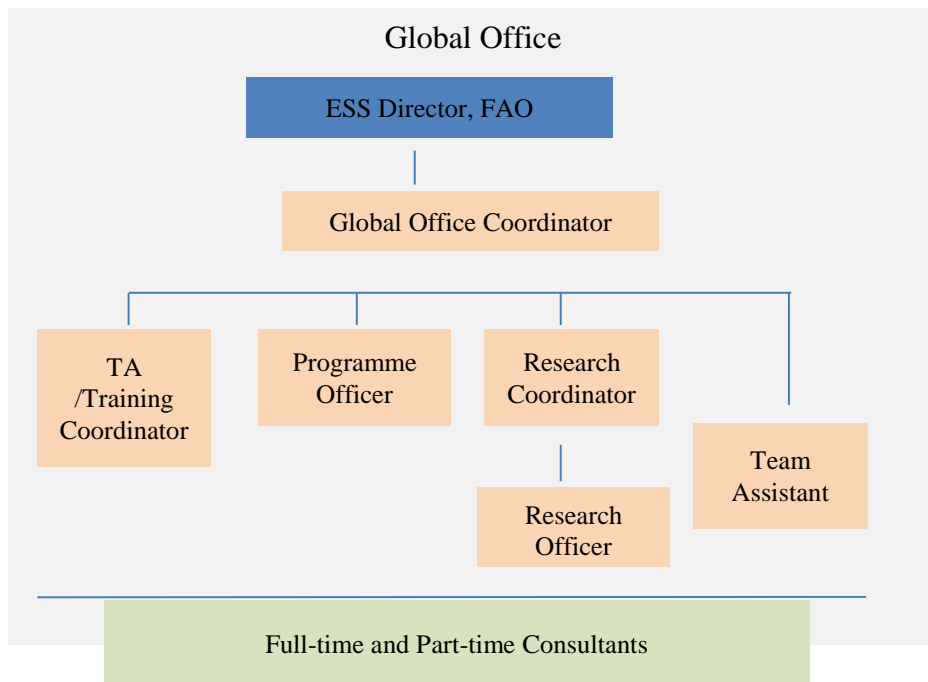 Global Office
ESS Director, FAO
Global Office Coordinator
TA
/Training
Coordinator
Programme
Officer
Research
Coordinator
Team
Assistant
Research
Officer
Full-time and Part-time Consultants